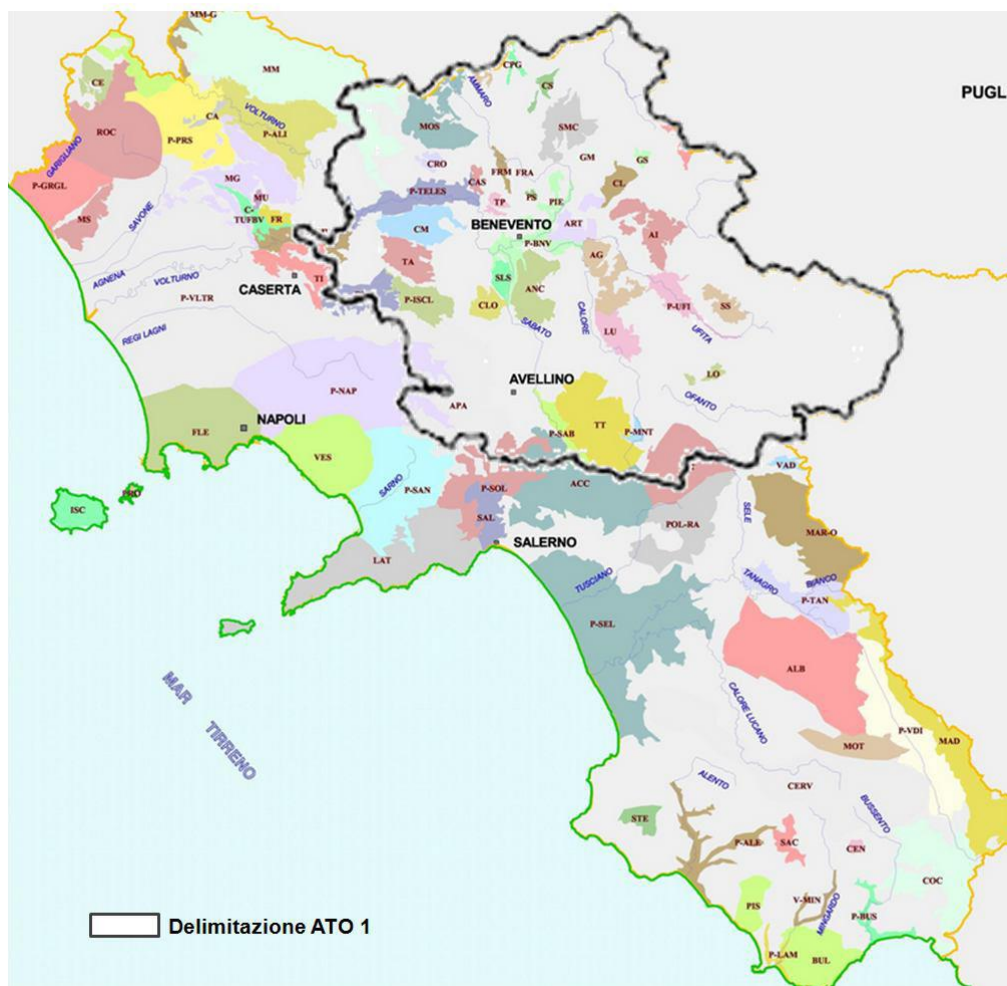 MM-G
CPG
MM
AMMARO
CS
CE
VOLTURNO
PUGL
CA
MOS
SMC
ROC
P-PRS
P-ALI
GM
GARIGLIANO
CRO
FRM
FRA
GS
MG
CAS
CL
P-GRGL
P-TELES
MU
TP
PS
PIE
C-
TUFBV
FR
MS
SAVONE
CM
BENEVENTO
ART
AI
P-BNV
AG
TA
AGNENA
VOLTURNO
TI
SLS
CASERTA
ANC
P-VLTR
P-ISCL
CLO
P-UFI
SS
SABATO
CALORE
REGI LAGNI
LU
UFITA
LO
P-NAP
AVELLINO
OFANTO
APA
NAPOLI
FLE
TT
P-SAB
P-MNT
VES
VAD
SARNO
P-SAN
P-SOL
ACC
PRO
ISC
SELE
SAL
POL-RA
MAR-O
SALERNO
LAT
TUSCIANO
TANAGRO
BIANCO
P-TAN
P-SEL
ALB
MAR
TIRRENO
CALORE LUCANO
P-VDI
MAD
MOT
ALENTO
CERV
BUSSENTO
STE
P-ALE
SAC
CEN
COC
PIS
V-MIN
MINGARDO
P-BUS
Delimitazione ATO 1
P-LAM
BUL